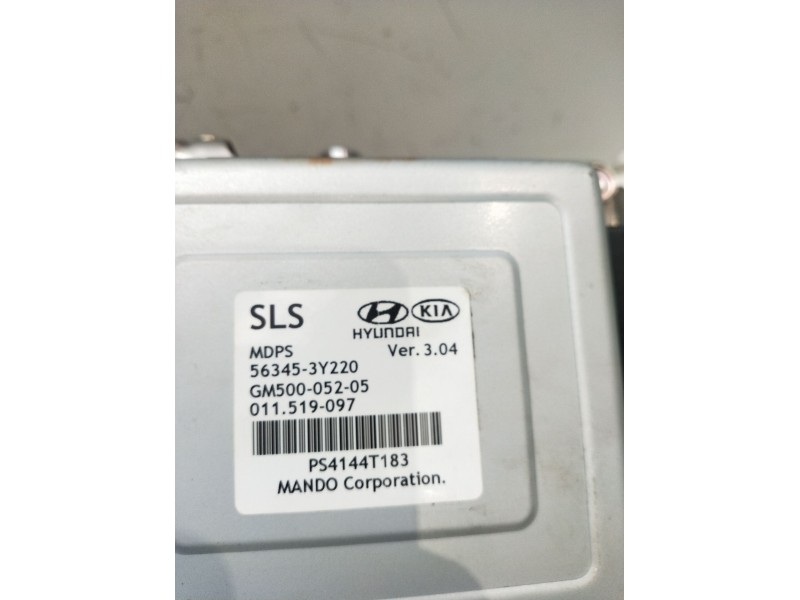 SLS
HYUNDAI KIA
MDPS Ver. 3.04
56345-3Y220
GM500-052-05
011.519-097
PS4144T183
MANDO Corporation.